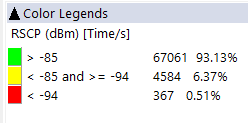 Color Legends
RSCP (dBm) [Time/s]
> -85 67061 93.13%
< -85 and >= -94 4584 6.37%
< -94 367 0.51%